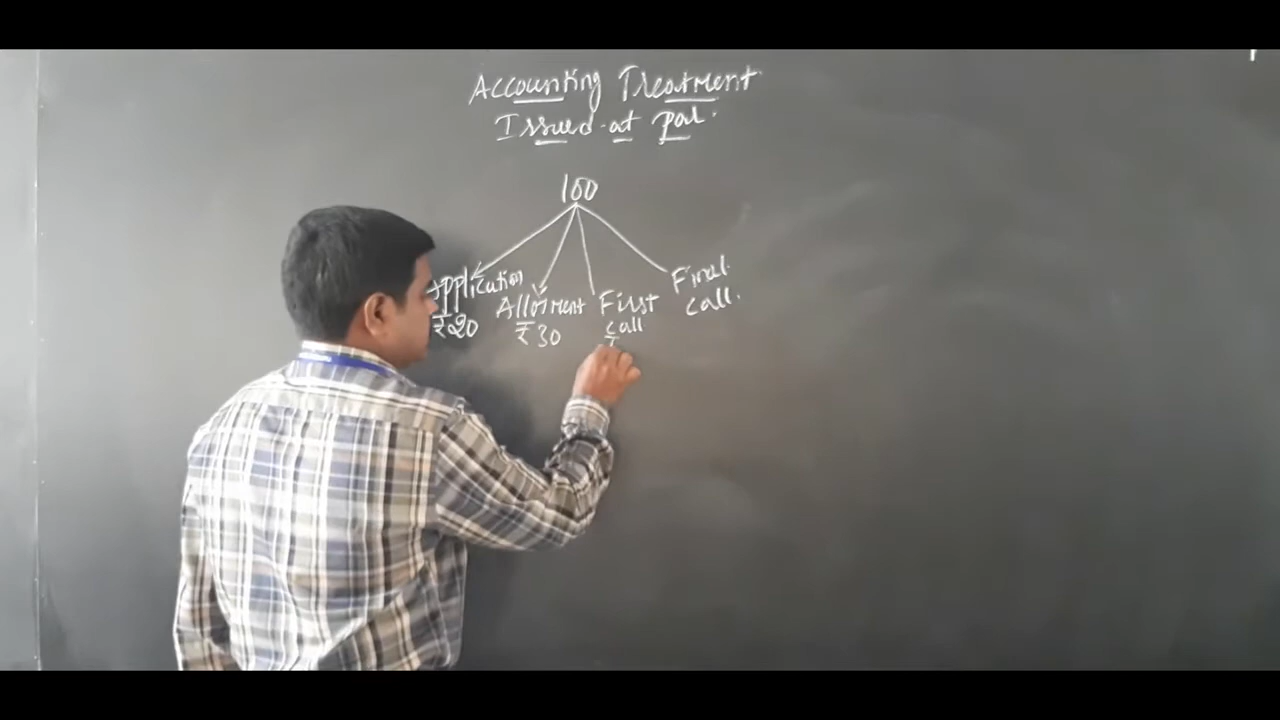 Accounting Treatment
Issued at par.
100
Application
₹20
Allotment
₹30
First
call
Final
call.